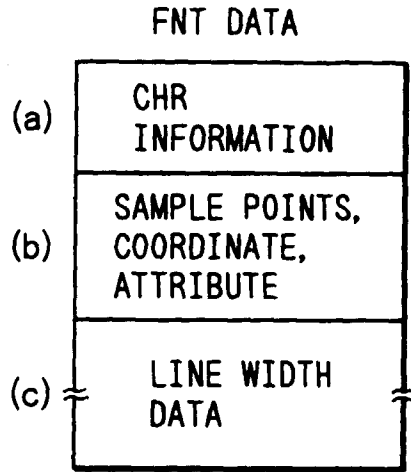 FNT DATA
(a)
CHR
INFORMATION
(b)
SAMPLE POINTS,
COORDINATE,
ATTRIBUTE
(c)
LINE WIDTH
DATA